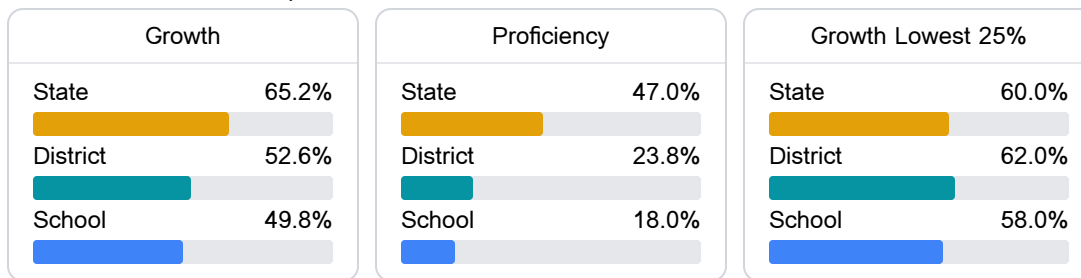 Growth
State 65.2%
District 52.6%
School 49.8%
Proficiency
State 47.0%
District 23.8%
School 18.0%
Growth Lowest 25%
State 60.0%
District 62.0%
School 58.0%